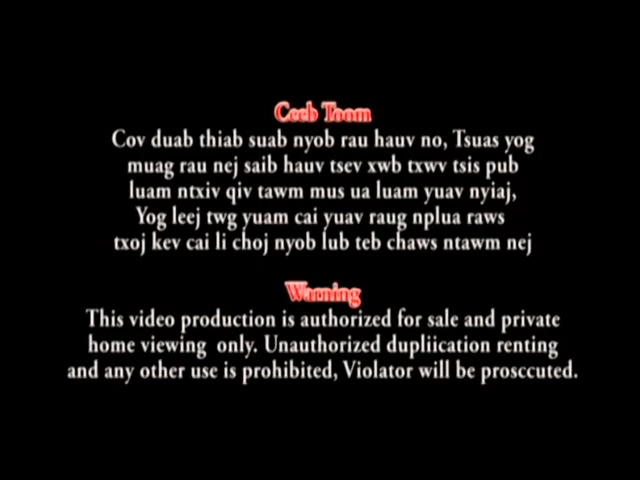 Ceeb Toom
Cov duab thiab suab nyob rau hauv no, Tsuas yog
muag rau nej saib hauv tsev xwb txwv tsis pub
luam ntxiv qiv tawm mus ua luam yuav nyiaj,
Yog leej twg yuam cai yuav raug nplua raws
txoj kev cai li choj nyob lub teb chaws ntawm nej
Warning
This video production is authorized for sale and private
home viewing only. Unauthorized dupliication renting
and any other use is prohibited, Violator will be prosccuted.